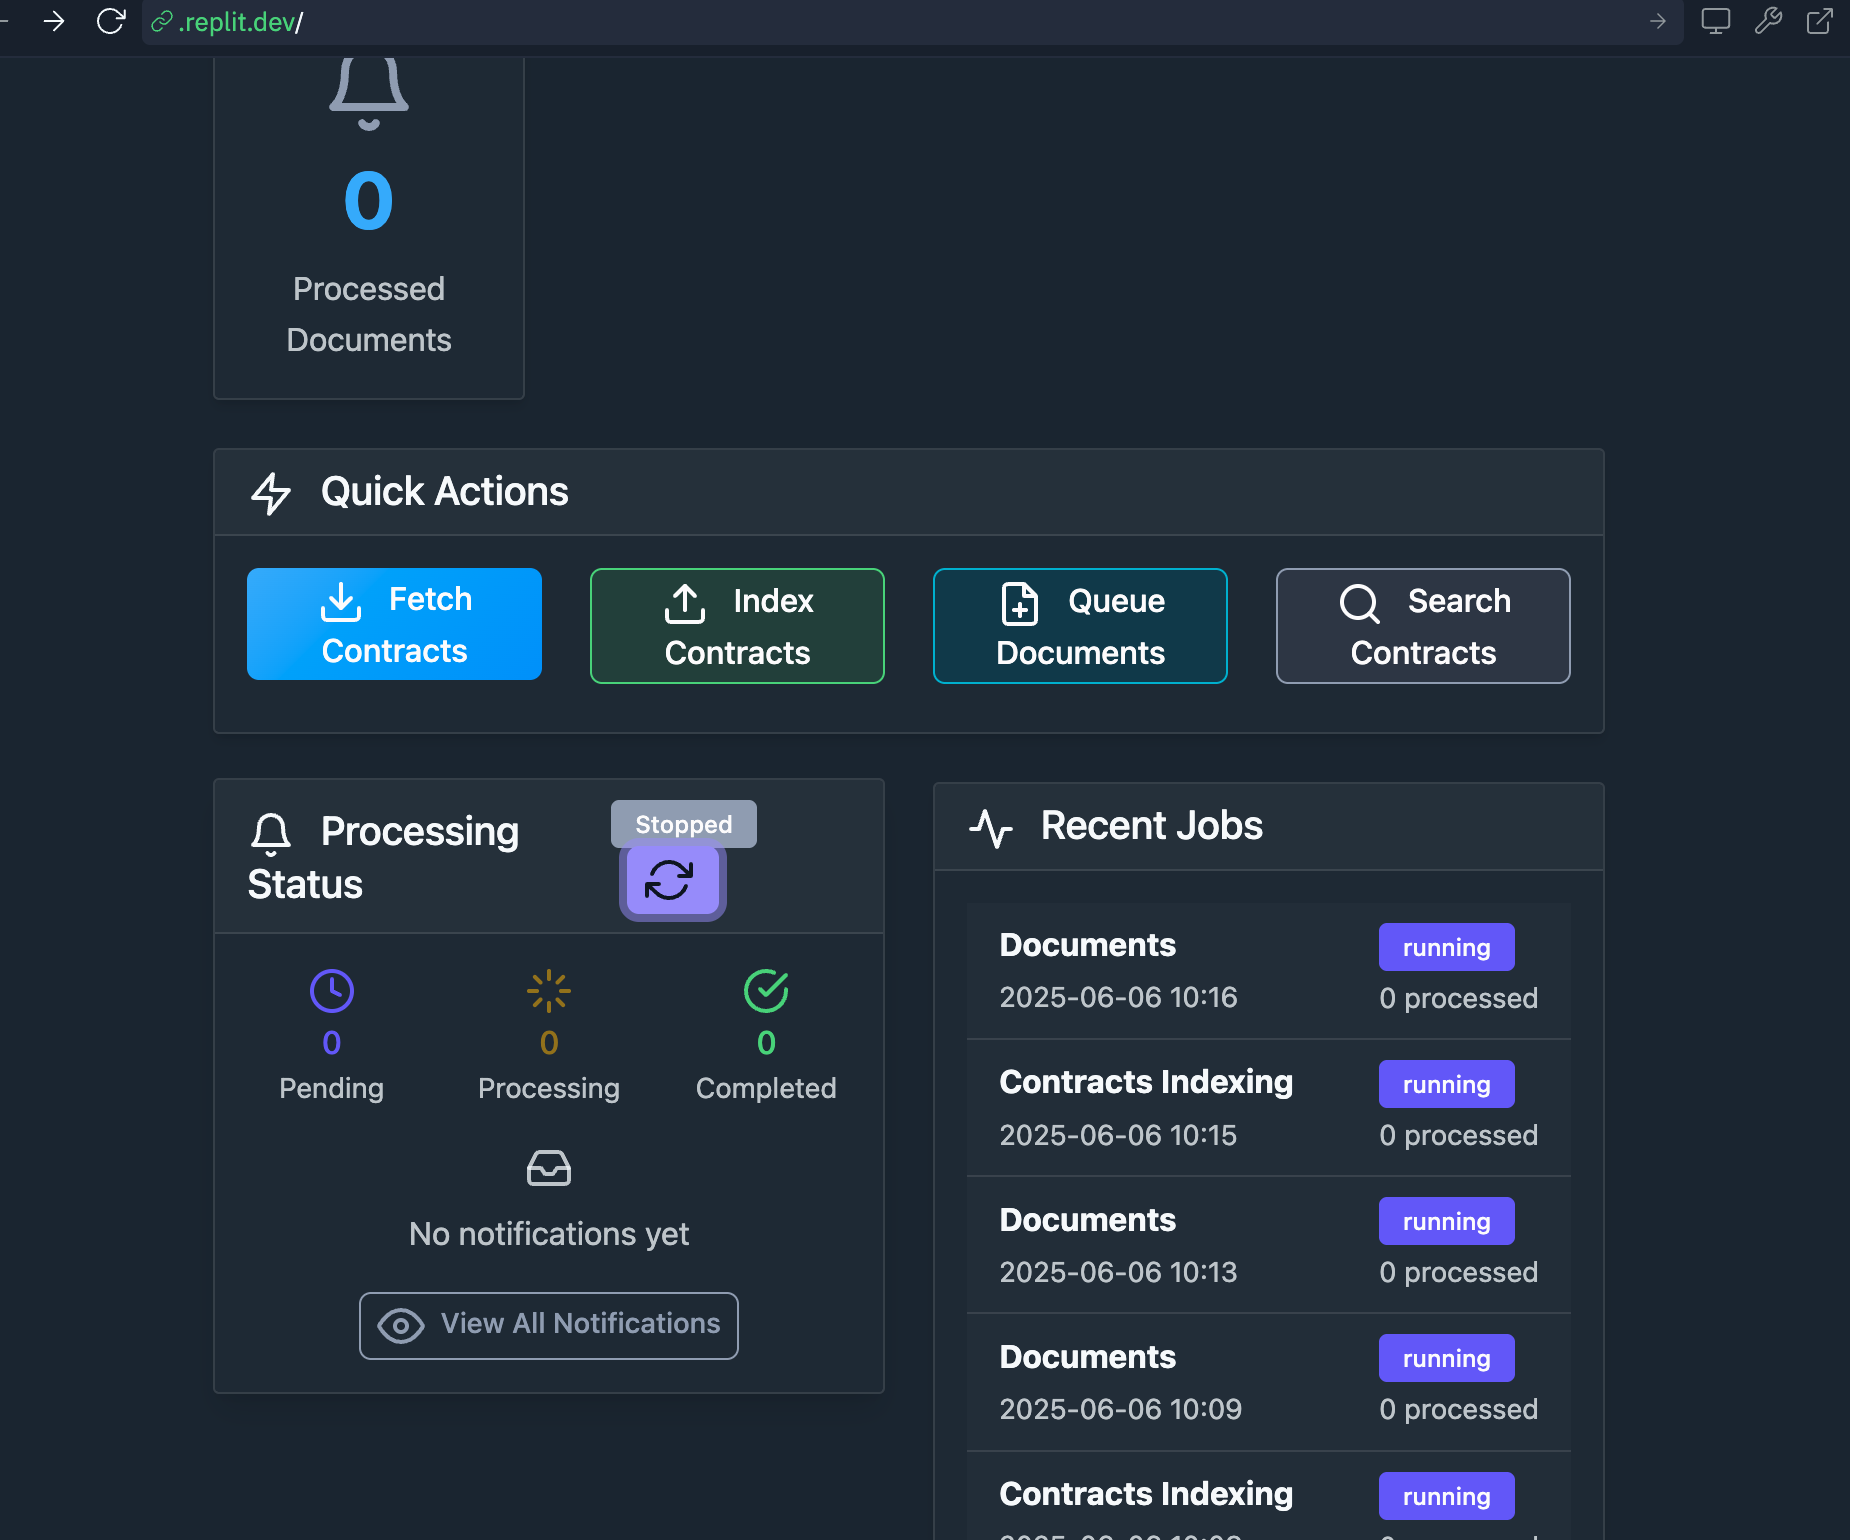 .replit.dev/
0
Processed
Documents
Quick Actions
Fetch
Contracts
Index
Contracts
Queue
Documents
Search
Contracts
Processing
Status
Stopped
0
Pending
0
Processing
0
Completed
No notifications yet
View All Notifications
Recent Jobs
Documents
running
2025-06-06 10:16
0 processed
Contracts Indexing
running
2025-06-06 10:15
0 processed
Documents
running
2025-06-06 10:13
0 processed
Documents
running
2025-06-06 10:09
0 processed
Contracts Indexing
running